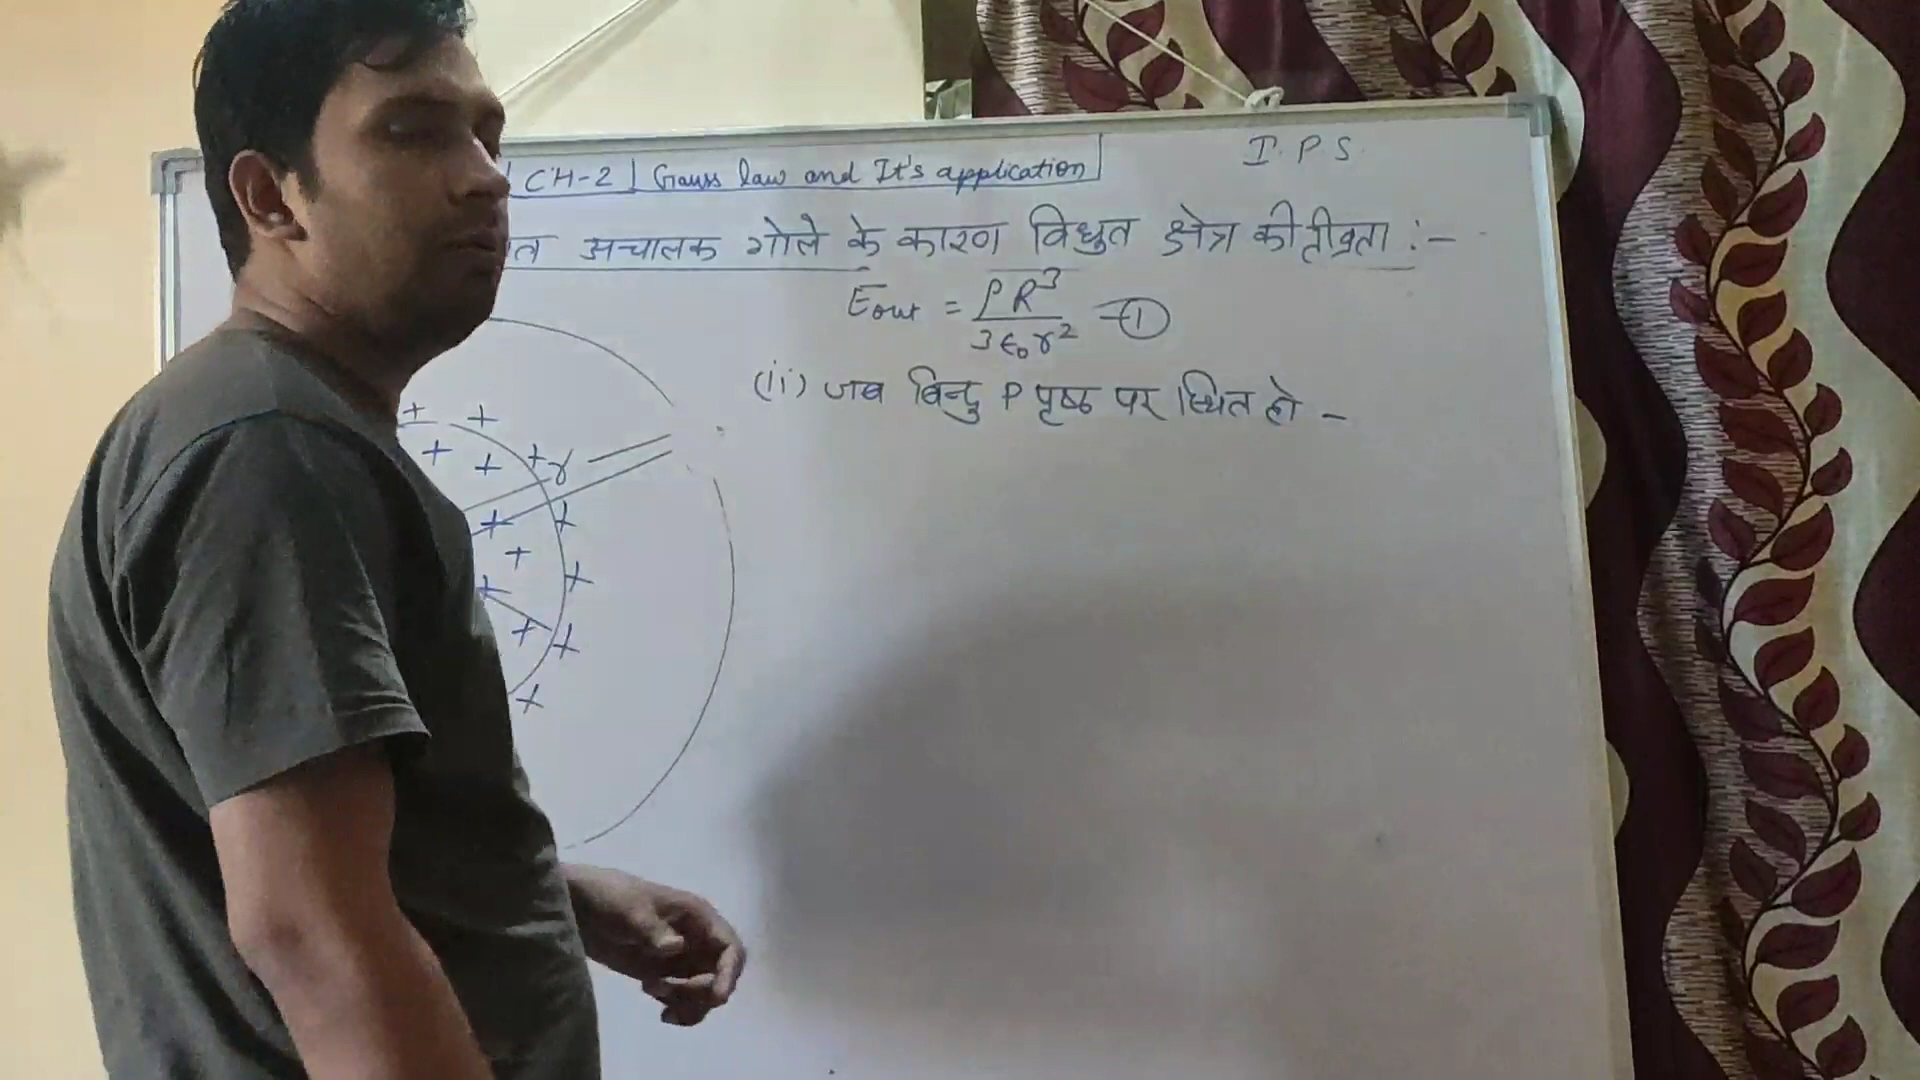 CH-2 | Gauss law and It's application
I. P. S.
अचालक गोले के कारण विधुत क्षेत्र की तीव्रता :-
Eout = ρR³/3ϵ₀r² -①
(ii) जब बिन्दु P पृष्ठ पर स्थित हो -
+ +
+ + + r
+ +
+
+ +
+ +
+